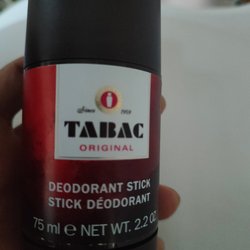 Since 1959
TABAC
ORIGINAL
DEODORANT STICK
STICK DÉODORANT
75 ml e NET WT. 2.2 OZ